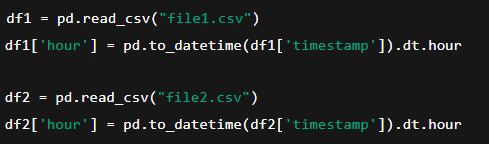 df1 = pd.read_csv("file1.csv")
df1['hour'] = pd.to_datetime(df1['timestamp']).dt.hour
df2 = pd.read_csv("file2.csv")
df2['hour'] = pd.to_datetime(df2['timestamp']).dt.hour